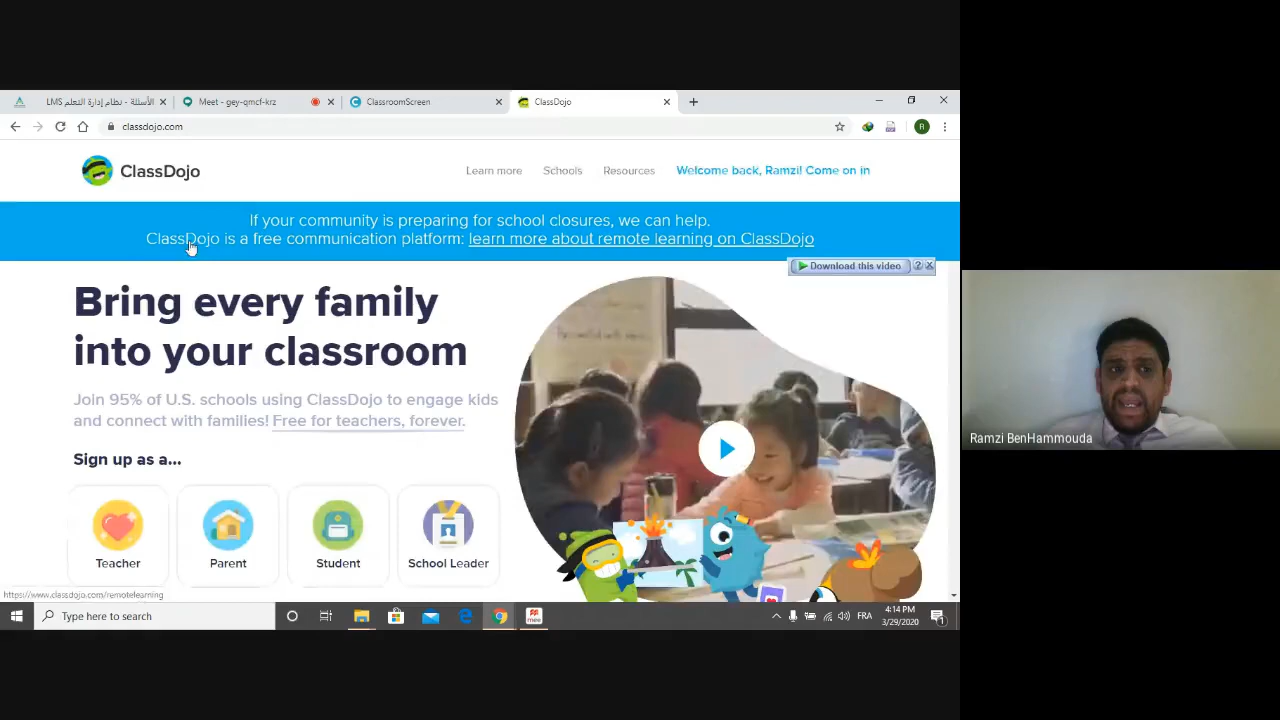 الأسئلة - نظام إدارة التعلم LMS
Meet - gey-qmcf-krz
ClassroomScreen
ClassDojo
classdojo.com
R
ClassDojo
Learn more
Schools
Resources
Welcome back, Ramzi! Come on in
If your community is preparing for school closures, we can help.
ClassDojo is a free communication platform: learn more about remote learning on ClassDojo
Download this video
?
Bring every family
into your classroom
Join 95% of U.S. schools using ClassDojo to engage kids
and connect with families! Free for teachers, forever.
Sign up as a...
Teacher
Parent
Student
School Leader
Ramzi BenHammouda
https://www.classdojo.com/remotelearning
Type here to search
FRA
4:14 PM
3/29/2020
1